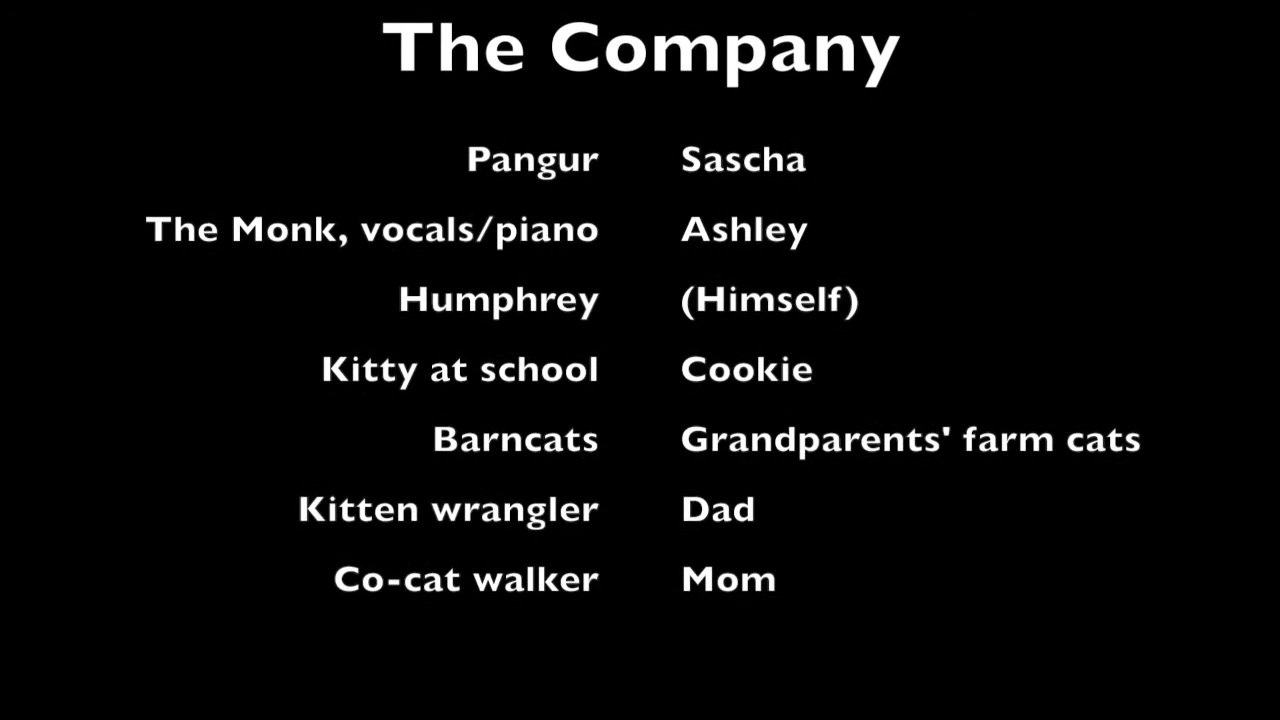 The Company
Pangur Sascha
The Monk, vocals/piano Ashley
Humphrey (Himself)
Kitty at school Cookie
Barncats Grandparents' farm cats
Kitten wrangler Dad
Co-cat walker Mom